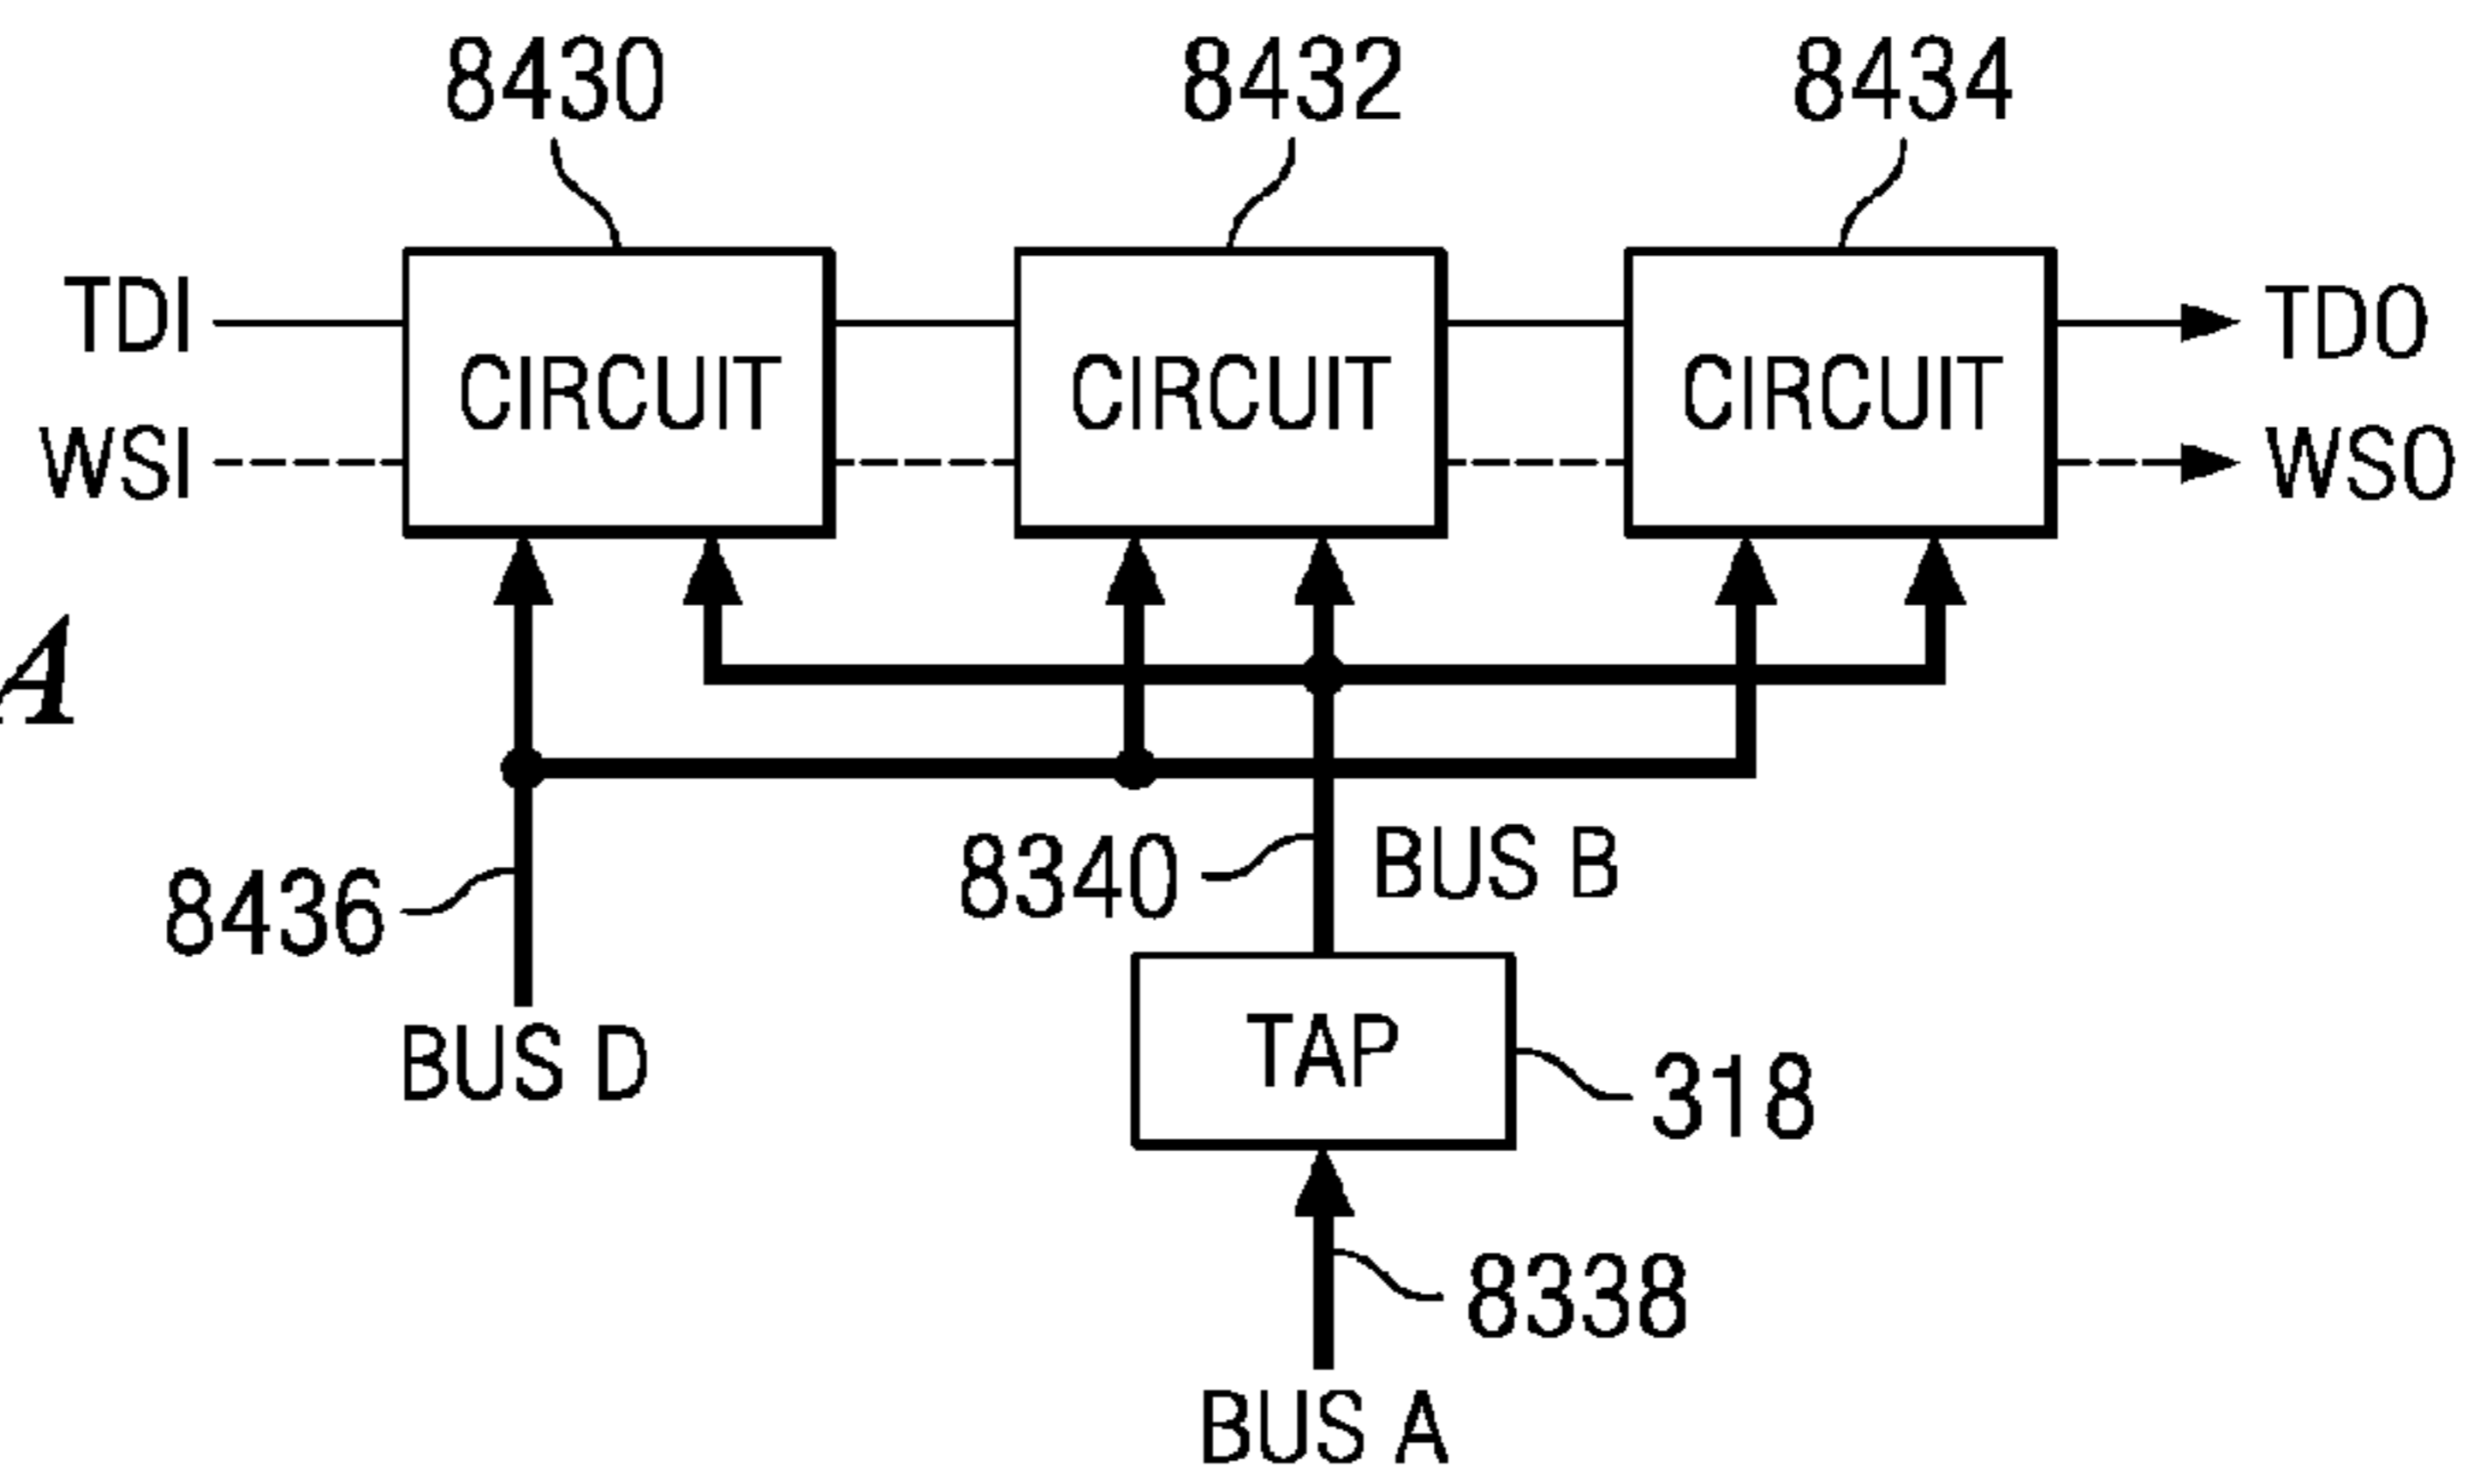 8430 8432 8434
TDI CIRCUIT CIRCUIT CIRCUIT TDO
WSI WSO
A
8436 8340 BUS B
BUS D TAP 318
8338
BUS A